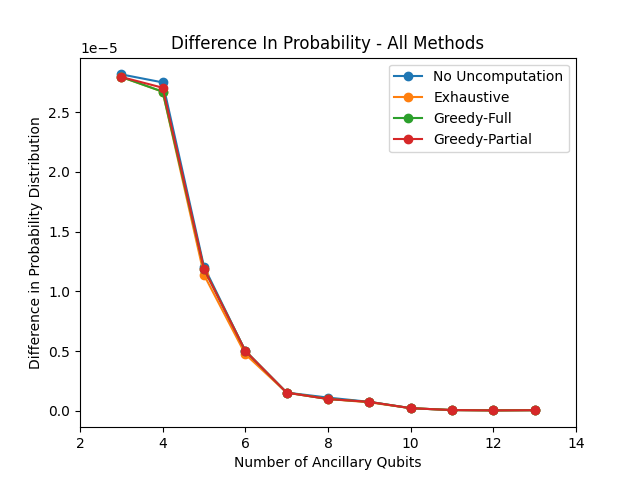 Difference In Probability - All Methods
1e−5
Difference in Probability Distribution
2.5
2.0
1.5
1.0
0.5
0.0
No Uncomputation
Exhaustive
Greedy-Full
Greedy-Partial
2 4 6 8 10 12 14
Number of Ancillary Qubits